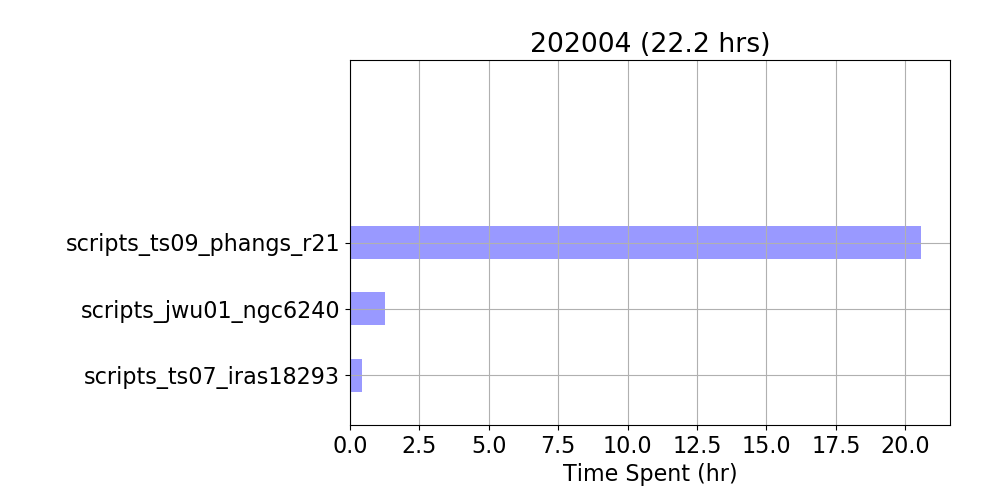 202004 (22.2 hrs)
scripts_ts09_phangs_r21
scripts_jwu01_ngc6240
scripts_ts07_iras18293
0.0 2.5 5.0 7.5 10.0 12.5 15.0 17.5 20.0
Time Spent (hr)